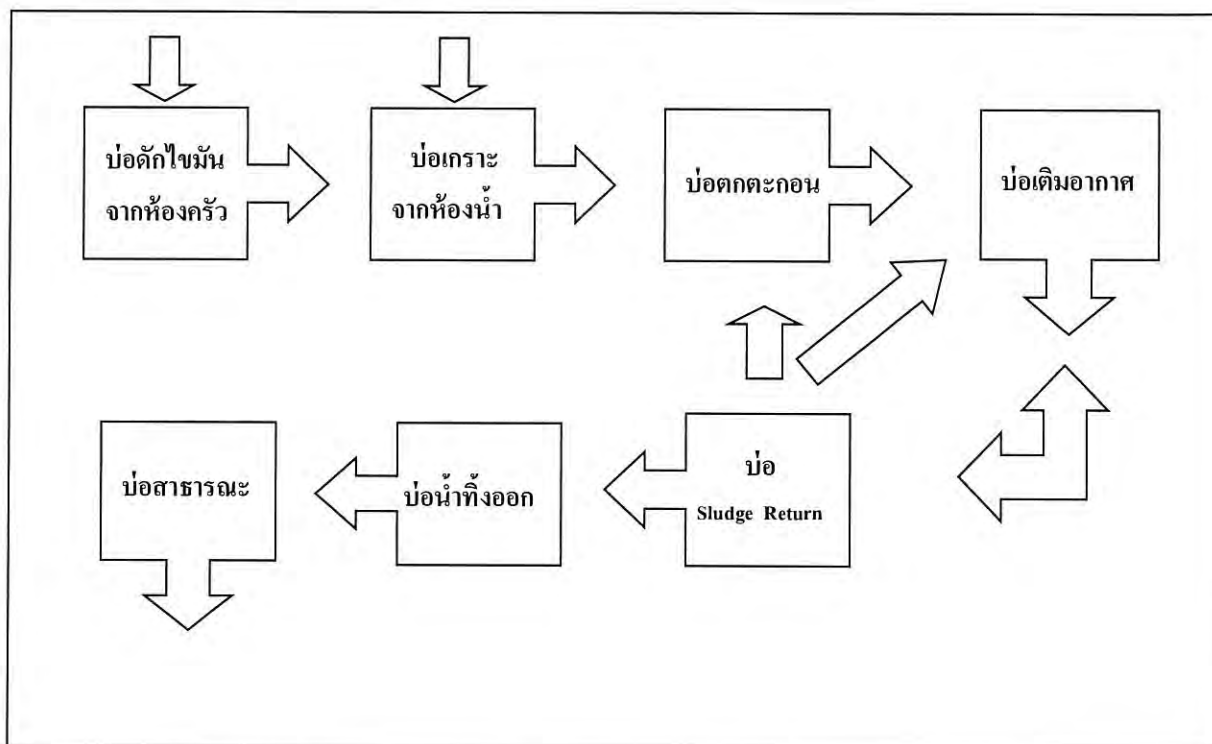 บ่อดักไขมัน
จากห้องครัว
บ่อเกราะ
จากห้องน้ำ
บ่อตกตะกอน
บ่อเติมอากาศ
บ่อสาธารณะ
บ่อน้ำทิ้งออก
บ่อ
Sludge Return